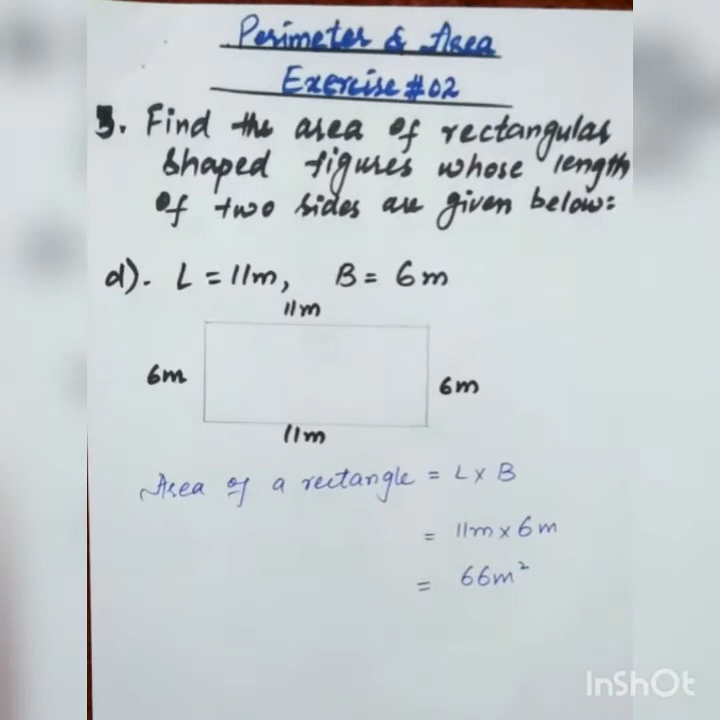 Perimeter & Area
Exercise #02
3. Find the area of rectangular
shaped figures whose length
of two sides are given below:
d). L = 11m, B = 6m
11m
6m
6m
11m
Area of a rectangle = L x B
= 11m x 6m
= 66m²
InShOt